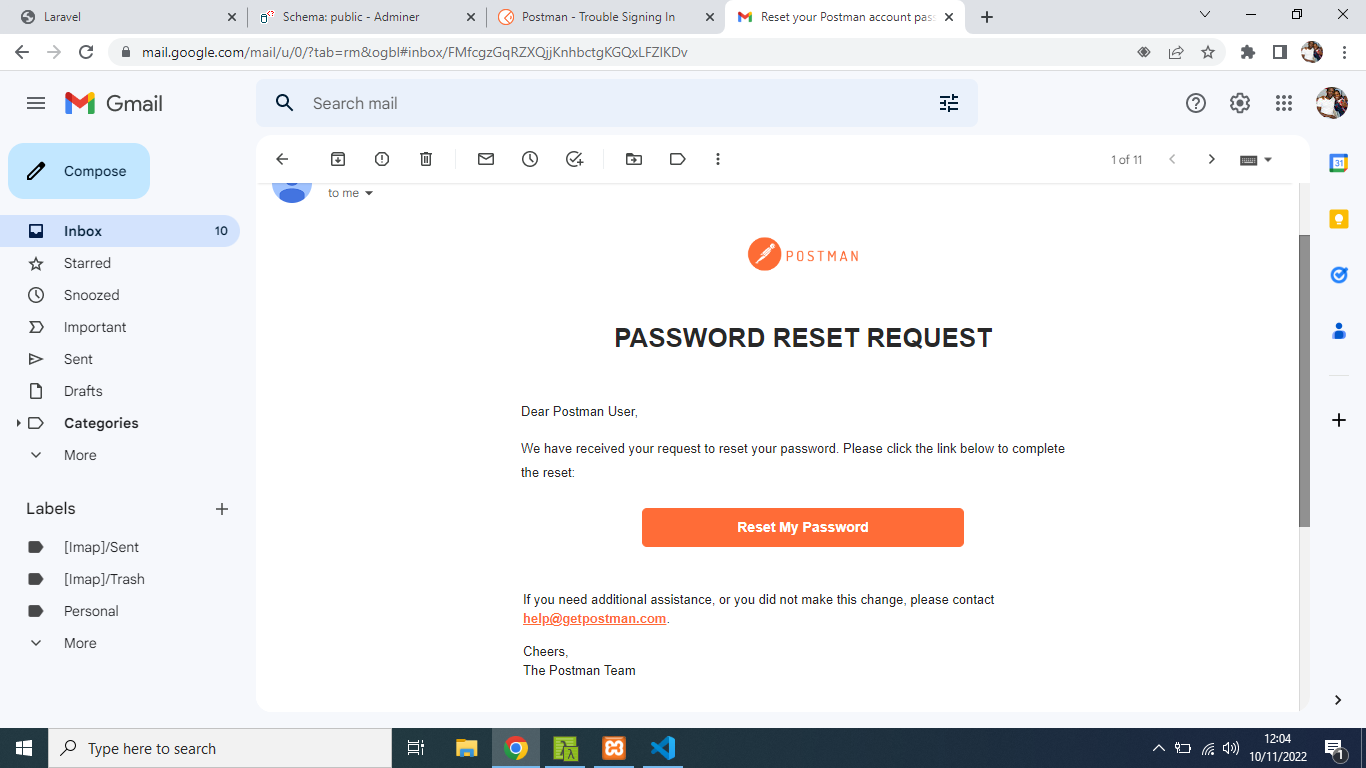 Laravel
Schema: public - Adminer
Postman - Trouble Signing In
Reset your Postman account pas
mail.google.com/mail/u/0/?tab=rm&ogbl#inbox/FMfcgzGqRZXQjjKnhbctgKGQxLFZlKDv
Gmail
Search mail
Compose
1 of 11
31
to me
Inbox 10
Starred
Snoozed
Important
Sent
Drafts
Categories
More
Labels
[Imap]/Sent
[Imap]/Trash
Personal
More
POSTMAN
PASSWORD RESET REQUEST
Dear Postman User,
We have received your request to reset your password. Please click the link below to complete
the reset:
Reset My Password
If you need additional assistance, or you did not make this change, please contact
help@getpostman.com.
Cheers,
The Postman Team
Type here to search
12:04
10/11/2022
1